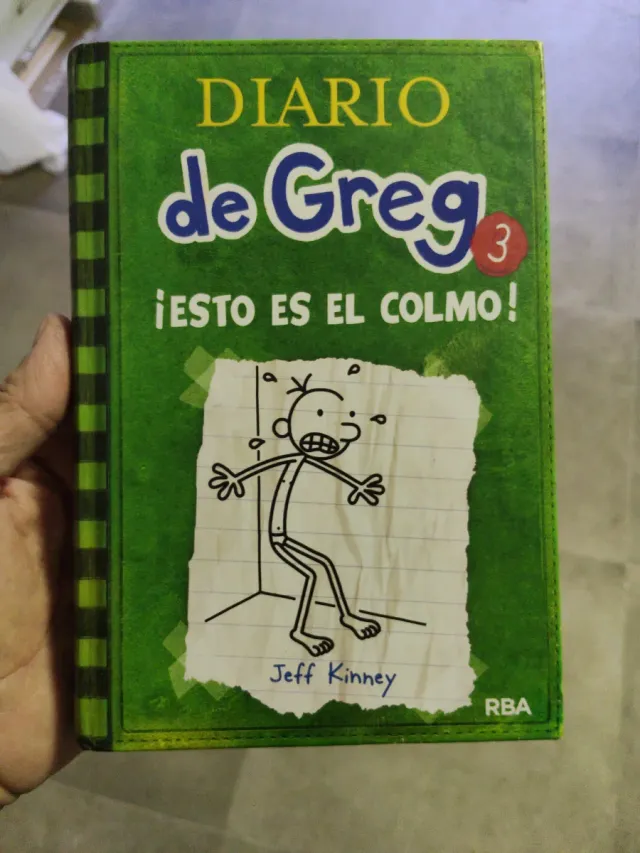 DIARIO
de Greg
3
¡ESTO ES EL COLMO!
Jeff Kinney
RBA